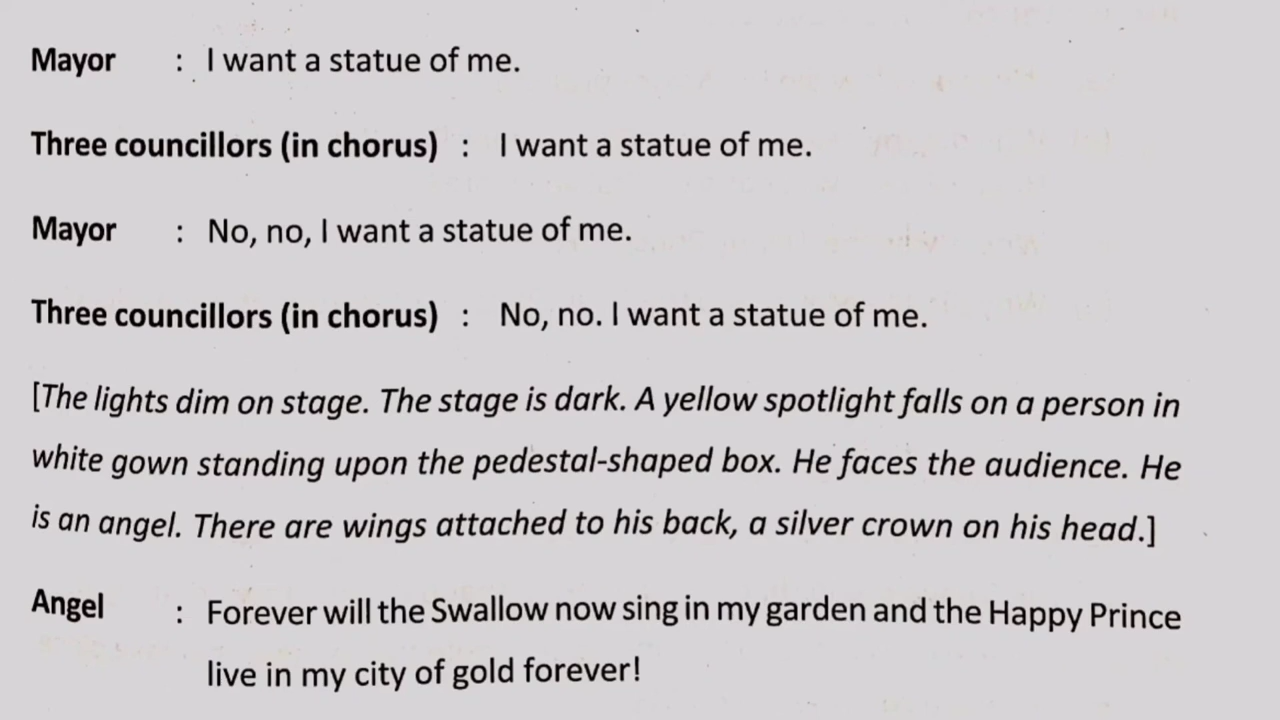 Mayor : I want a statue of me.
Three councillors (in chorus) : I want a statue of me.
Mayor : No, no, I want a statue of me.
Three councillors (in chorus) : No, no. I want a statue of me.
[The lights dim on stage. The stage is dark. A yellow spotlight falls on a person in
white gown standing upon the pedestal-shaped box. He faces the audience. He
is an angel. There are wings attached to his back, a silver crown on his head.]
Angel : Forever will the Swallow now sing in my garden and the Happy Prince
live in my city of gold forever!